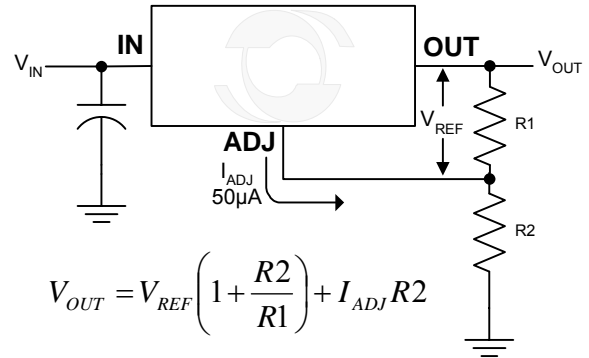 IN
OUT
V_IN
V_OUT
V_REF
R1
ADJ
I_ADJ
50µA
R2
V_OUT = V_REF (1 + R2/R1) + I_ADJ R2